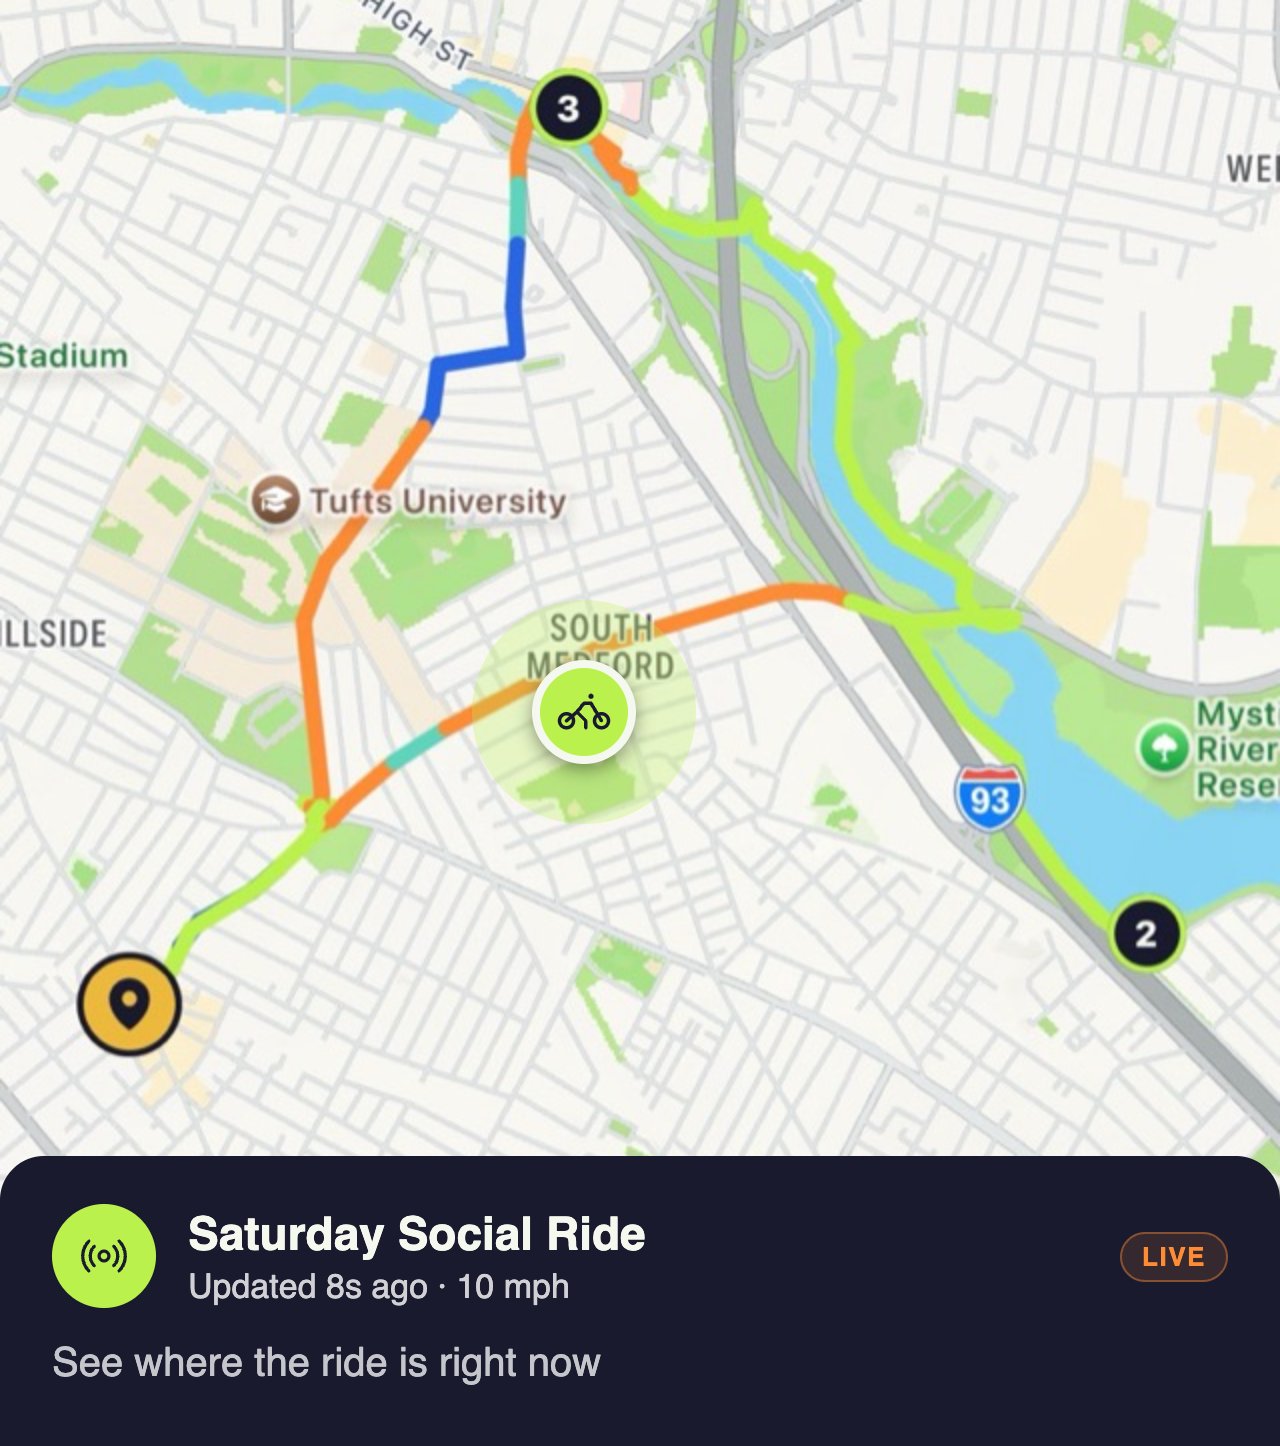 HIGH ST
3
WE
Stadium
Tufts University
SOUTH
MEDFORD
ILLSIDE
Myst
River
Rese
93
2
Saturday Social Ride
Updated 8s ago · 10 mph
LIVE
See where the ride is right now